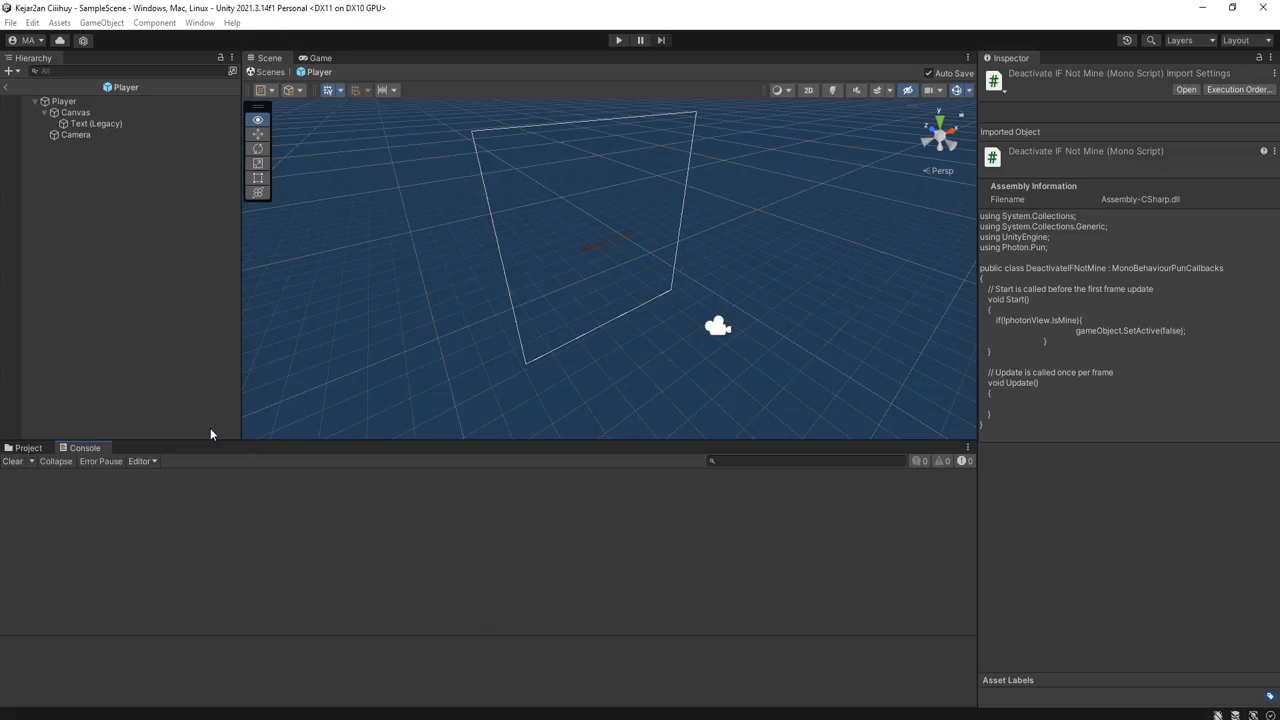 Kejar2an Ciiihuy - SampleScene - Windows, Mac, Linux - Unity 2021.3.14f1 Personal <DX11 on DX10 GPU>
File Edit Assets GameObject Component Window Help
MA Layers Layout
Hierarchy
All
Player
Player
Canvas
Text (Legacy)
Camera
Scene Game
Scenes Player Auto Save
2D
y
x
z
Persp
Inspector
Deactivate IF Not Mine (Mono Script) Import Settings
Open Execution Order...
Imported Object
Deactivate IF Not Mine (Mono Script)
Assembly Information
Filename Assembly-CSharp.dll
using System.Collections;
using System.Collections.Generic;
using UnityEngine;
using Photon.Pun;
public class DeactivateIFNotMine : MonoBehaviourPunCallbacks
{
// Start is called before the first frame update
void Start()
{
if(!photonView.IsMine){
gameObject.SetActive(false);
}
}
// Update is called once per frame
void Update()
{
}
}
Project Console
Clear Collapse Error Pause Editor 0 0 0
Asset Labels